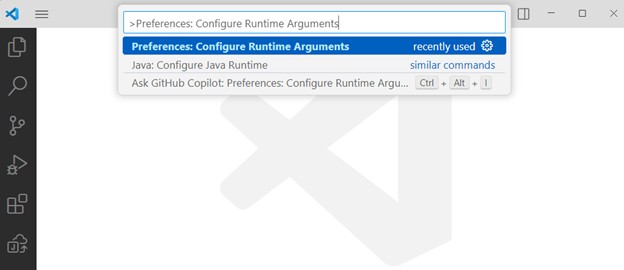 >Preferences: Configure Runtime Arguments
Preferences: Configure Runtime Arguments recently used
Java: Configure Java Runtime similar commands
Ask GitHub Copilot: Preferences: Configure Runtime Argu... Ctrl + Alt + I